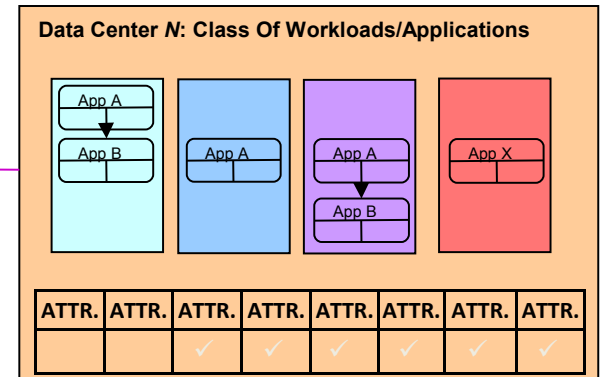 Data Center N: Class Of Workloads/Applications
App A
App B
App A
App A
App B
App X
ATTR. ATTR. ATTR. ATTR. ATTR. ATTR. ATTR. ATTR.
✓ ✓ ✓ ✓ ✓ ✓